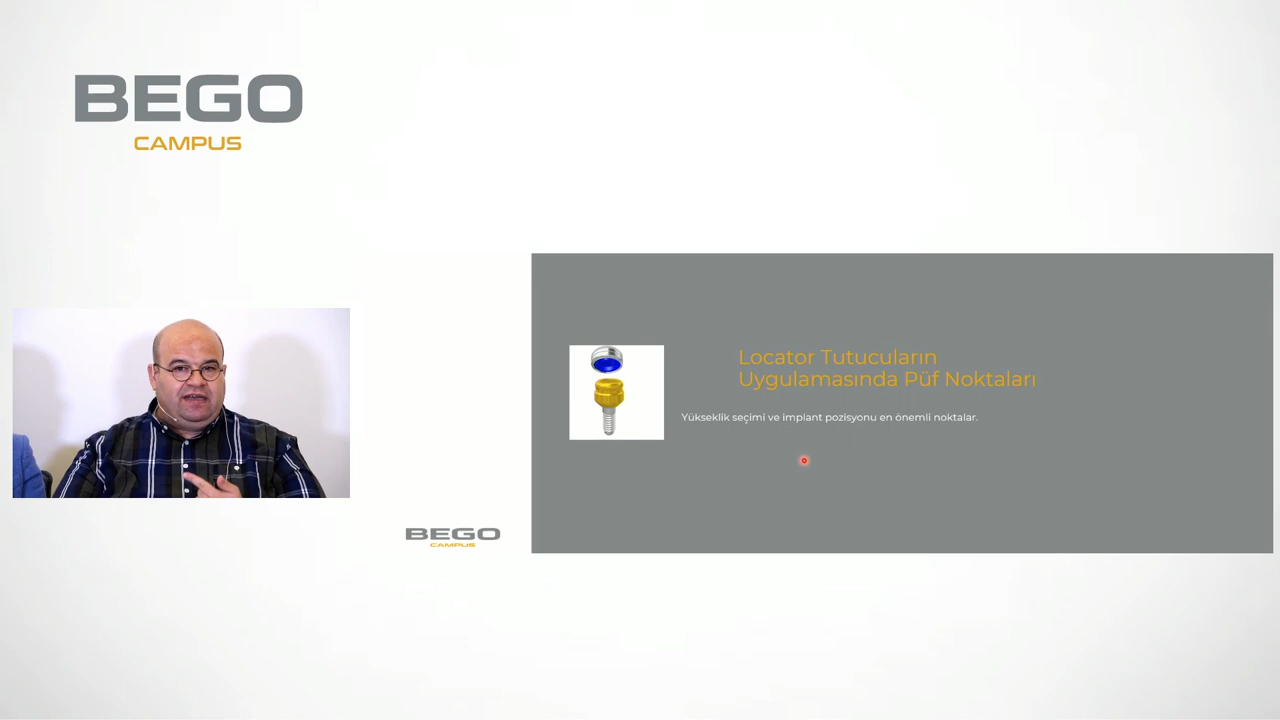 BEGO
CAMPUS
Locator Tutucuların
Uygulamasında Püf Noktaları
Yükseklik seçimi ve implant pozisyonu en önemli noktalar.
BEGO
CAMPUS